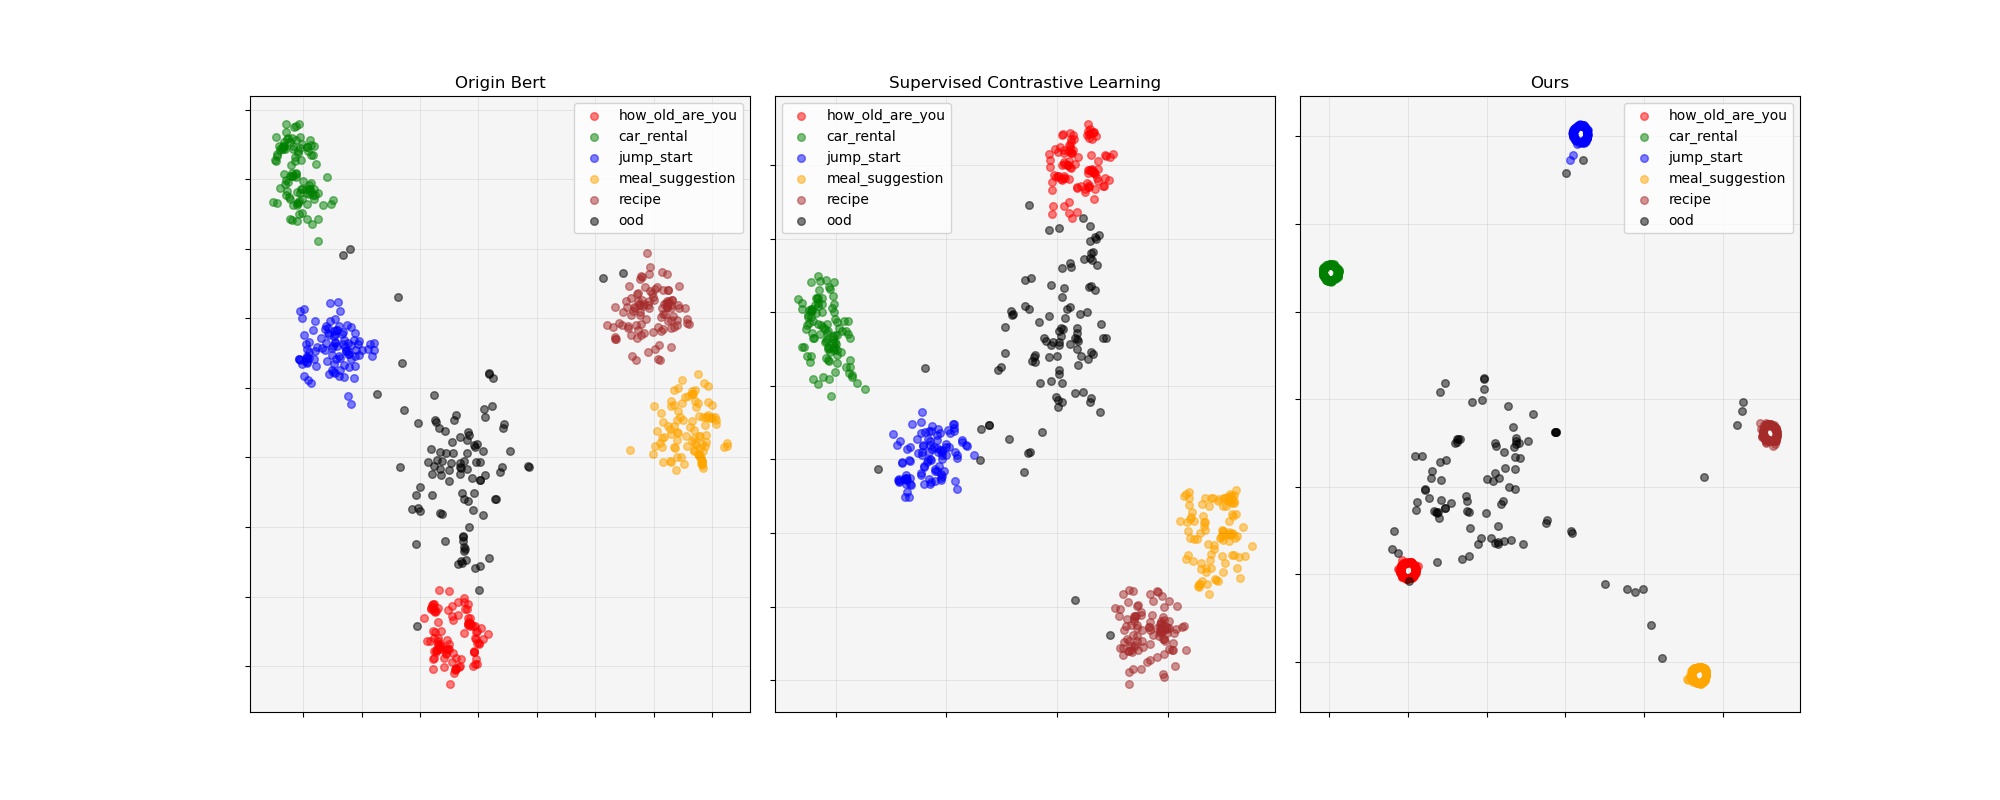 Origin Bert
how_old_are_you
car_rental
jump_start
meal_suggestion
recipe
ood
Supervised Contrastive Learning
how_old_are_you
car_rental
jump_start
meal_suggestion
recipe
ood
Ours
how_old_are_you
car_rental
jump_start
meal_suggestion
recipe
ood